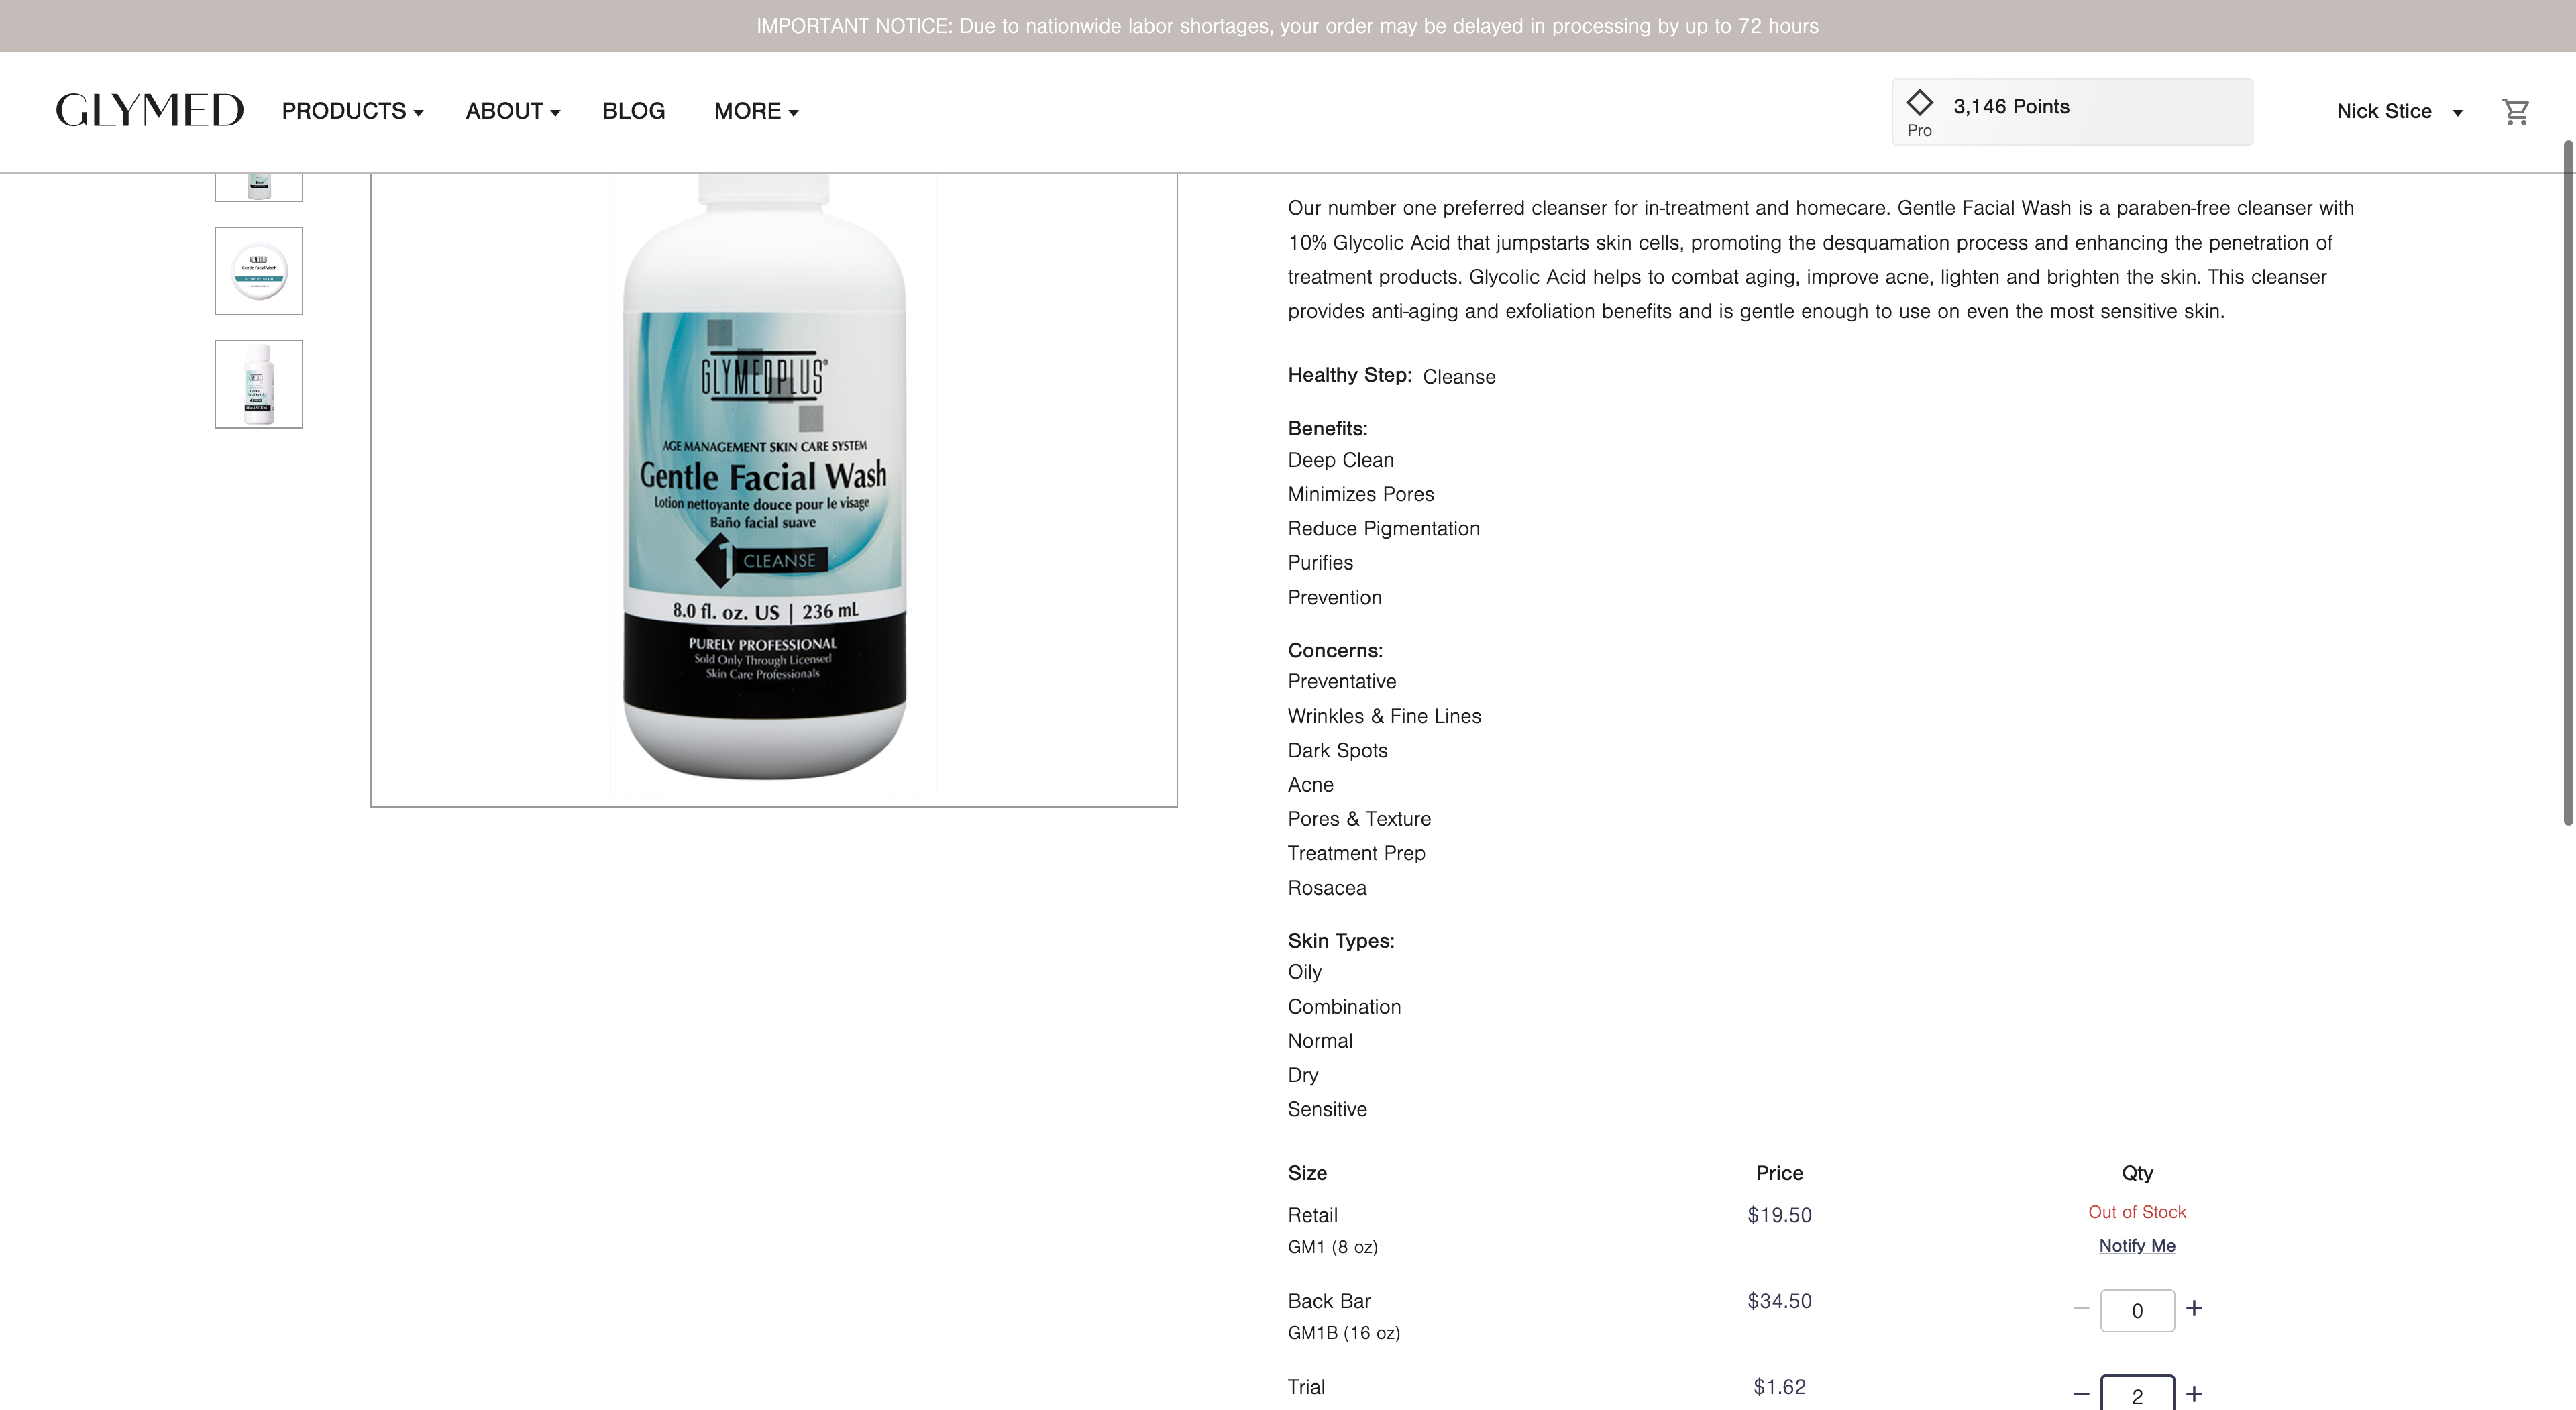 IMPORTANT NOTICE: Due to nationwide labor shortages, your order may be delayed in processing by up to 72 hours
GLYMED
PRODUCTS
ABOUT
BLOG
MORE
Pro
3,146 Points
Nick Stice
Gentle Facial Wash
GLYMEDPLUS®
AGE MANAGEMENT SKIN CARE SYSTEM
Gentle Facial Wash
Lotion nettoyante douce pour le visage
Baño facial suave
1 CLEANSE
8.0 fl. oz. US | 236 mL
PURELY PROFESSIONAL
Sold Only Through Licensed
Skin Care Professionals
Our number one preferred cleanser for in-treatment and homecare. Gentle Facial Wash is a paraben-free cleanser with
10% Glycolic Acid that jumpstarts skin cells, promoting the desquamation process and enhancing the penetration of
treatment products. Glycolic Acid helps to combat aging, improve acne, lighten and brighten the skin. This cleanser
provides anti-aging and exfoliation benefits and is gentle enough to use on even the most sensitive skin.
Healthy Step: Cleanse
Benefits:
Deep Clean
Minimizes Pores
Reduce Pigmentation
Purifies
Prevention
Concerns:
Preventative
Wrinkles & Fine Lines
Dark Spots
Acne
Pores & Texture
Treatment Prep
Rosacea
Skin Types:
Oily
Combination
Normal
Dry
Sensitive
Size Price Qty
Retail $19.50 Out of Stock
GM1 (8 oz) Notify Me
Back Bar $34.50 − 0 +
GM1B (16 oz)
Trial $1.62 − 2 +